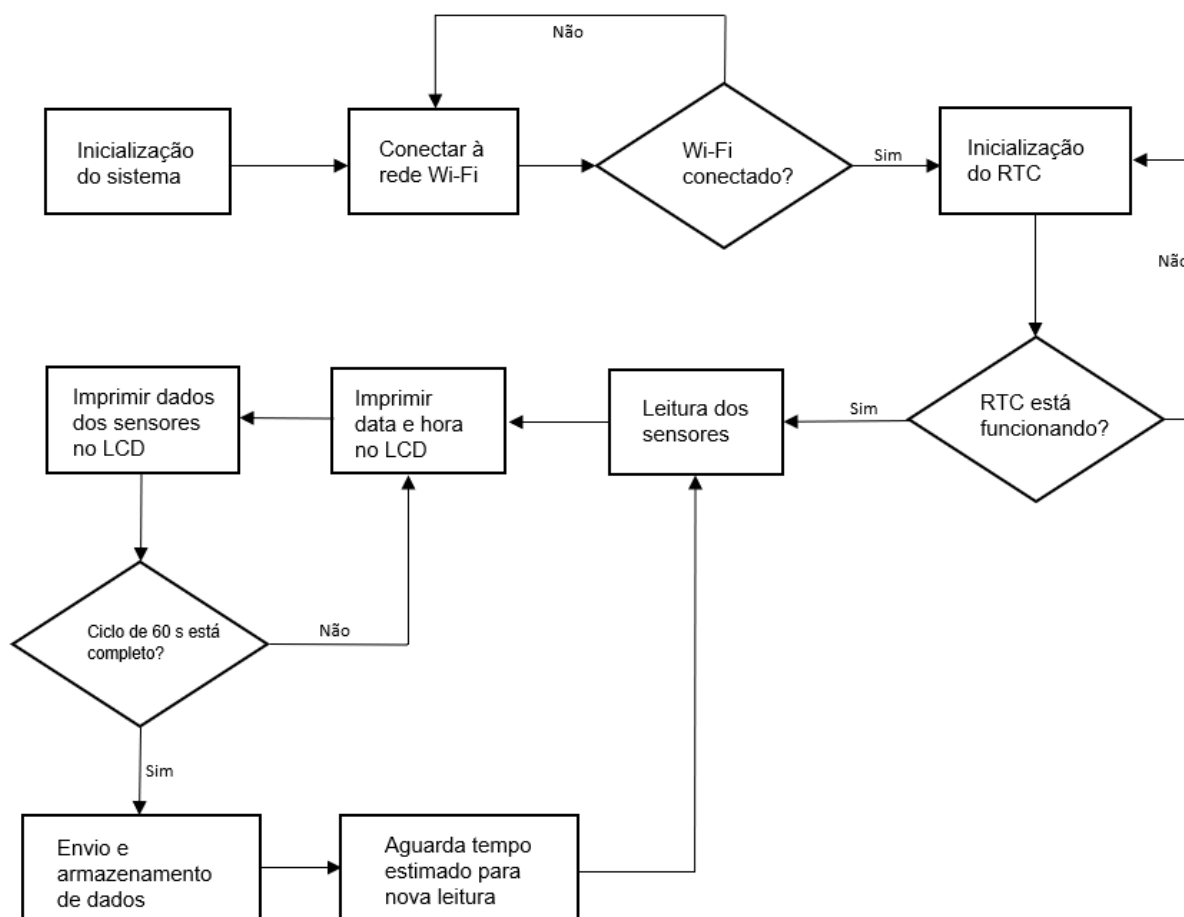 Não
Inicialização
do sistema
Conectar à
rede Wi-Fi
Wi-Fi
conectado?
Sim
Inicialização
do RTC
Não
RTC está
funcionando?
Sim
Leitura dos
sensores
Imprimir
data e hora
no LCD
Imprimir dados
dos sensores
no LCD
Ciclo de 60 s está
completo?
Não
Sim
Envio e
armazenamento
de dados
Aguarda tempo
estimado para
nova leitura